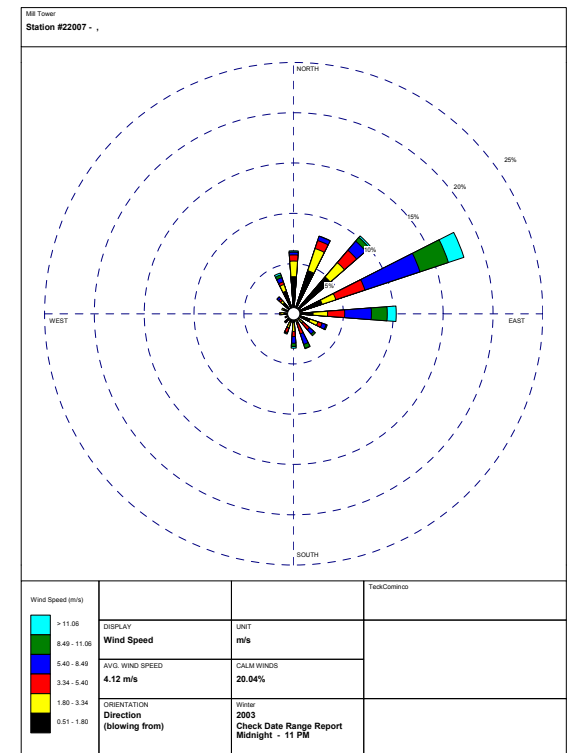 Mill Tower
Station #22007 - ,
NORTH
25%
20%
15%
10%
5%
WEST
EAST
SOUTH
Wind Speed (m/s)
> 11.06
8.49 - 11.06
5.40 - 8.49
3.34 - 5.40
1.80 - 3.34
0.51 - 1.80
DISPLAY
Wind Speed
UNIT
m/s
AVG. WIND SPEED
4.12 m/s
CALM WINDS
20.04%
ORIENTATION
Direction
(blowing from)
Winter
2003
Check Date Range Report
Midnight - 11 PM
TeckCominco